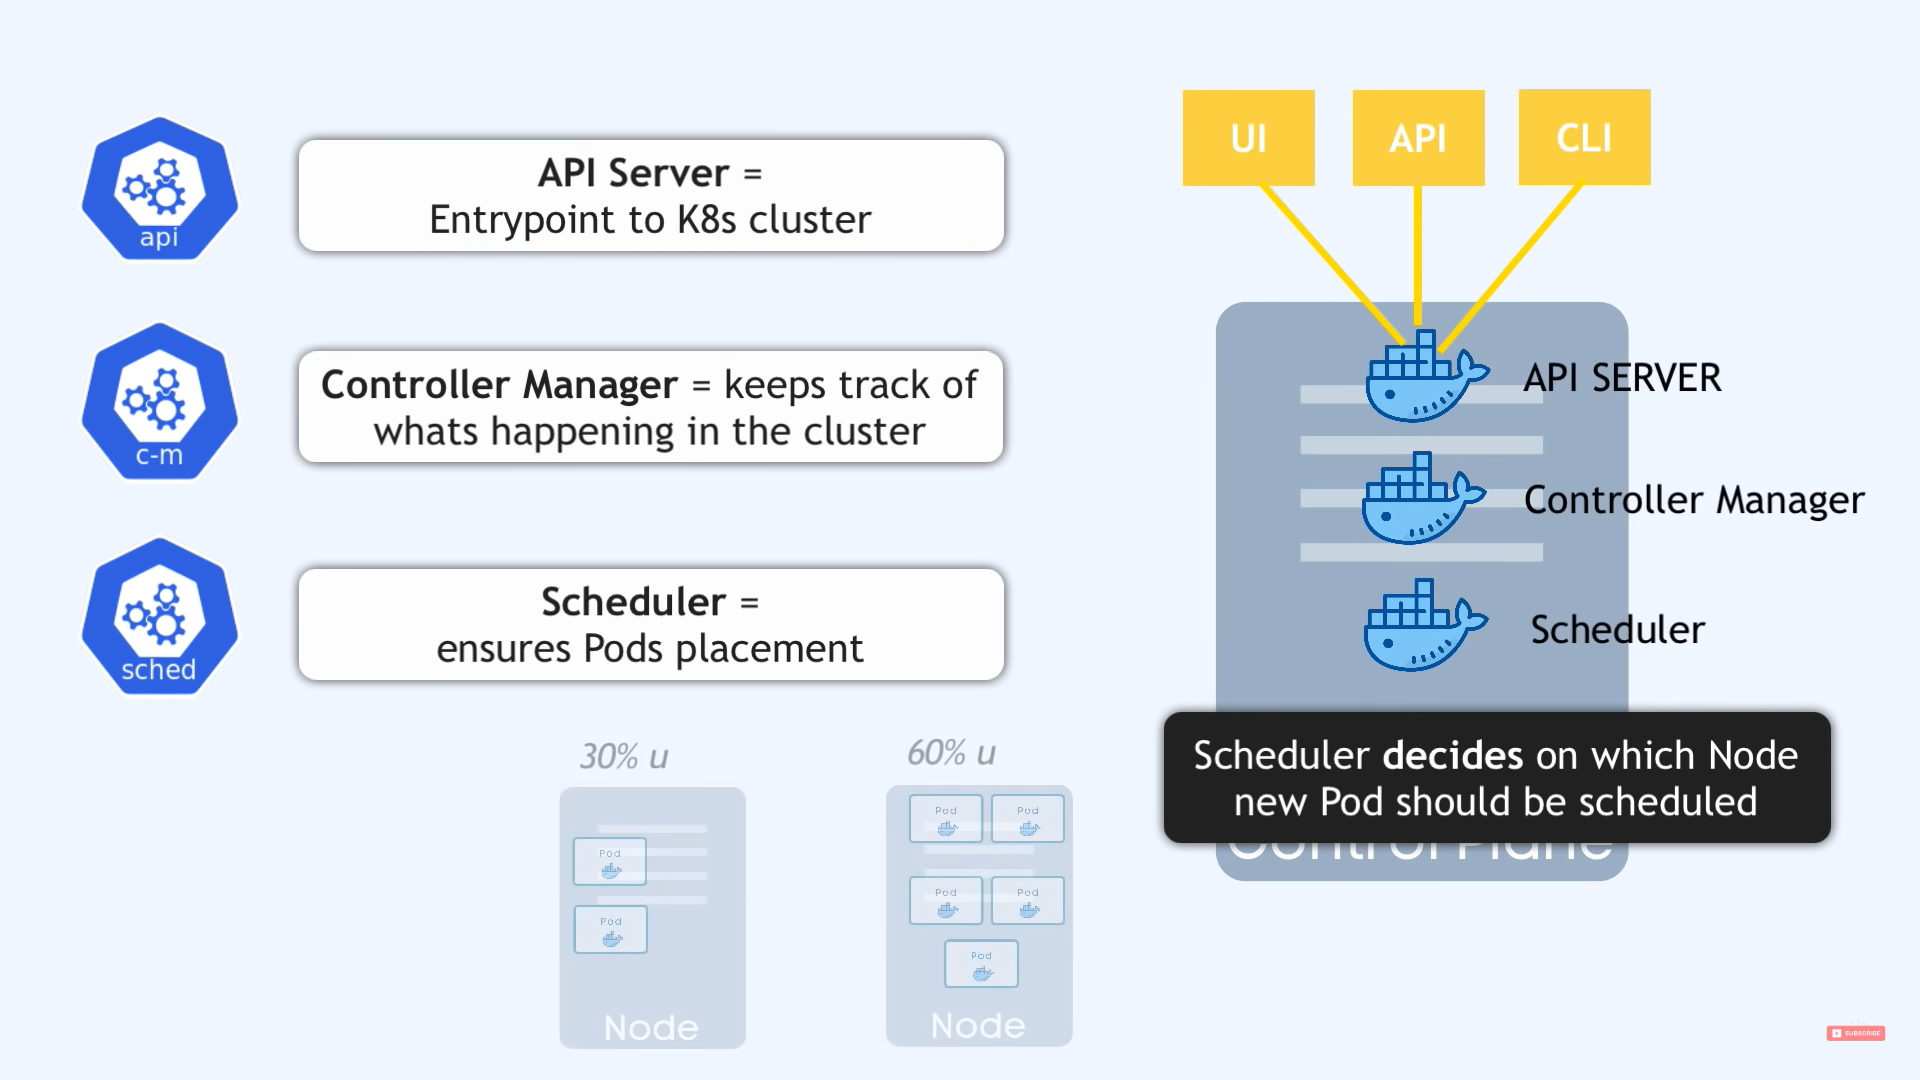 api
API Server =
Entrypoint to K8s cluster
c-m
Controller Manager = keeps track of
whats happening in the cluster
sched
Scheduler =
ensures Pods placement
30% u
Pod
Pod
Node
60% u
Pod Pod
Pod Pod
Pod
Node
UI API CLI
API SERVER
Controller Manager
Scheduler
Scheduler decides on which Node
new Pod should be scheduled
Control Plane
SUBSCRIBE